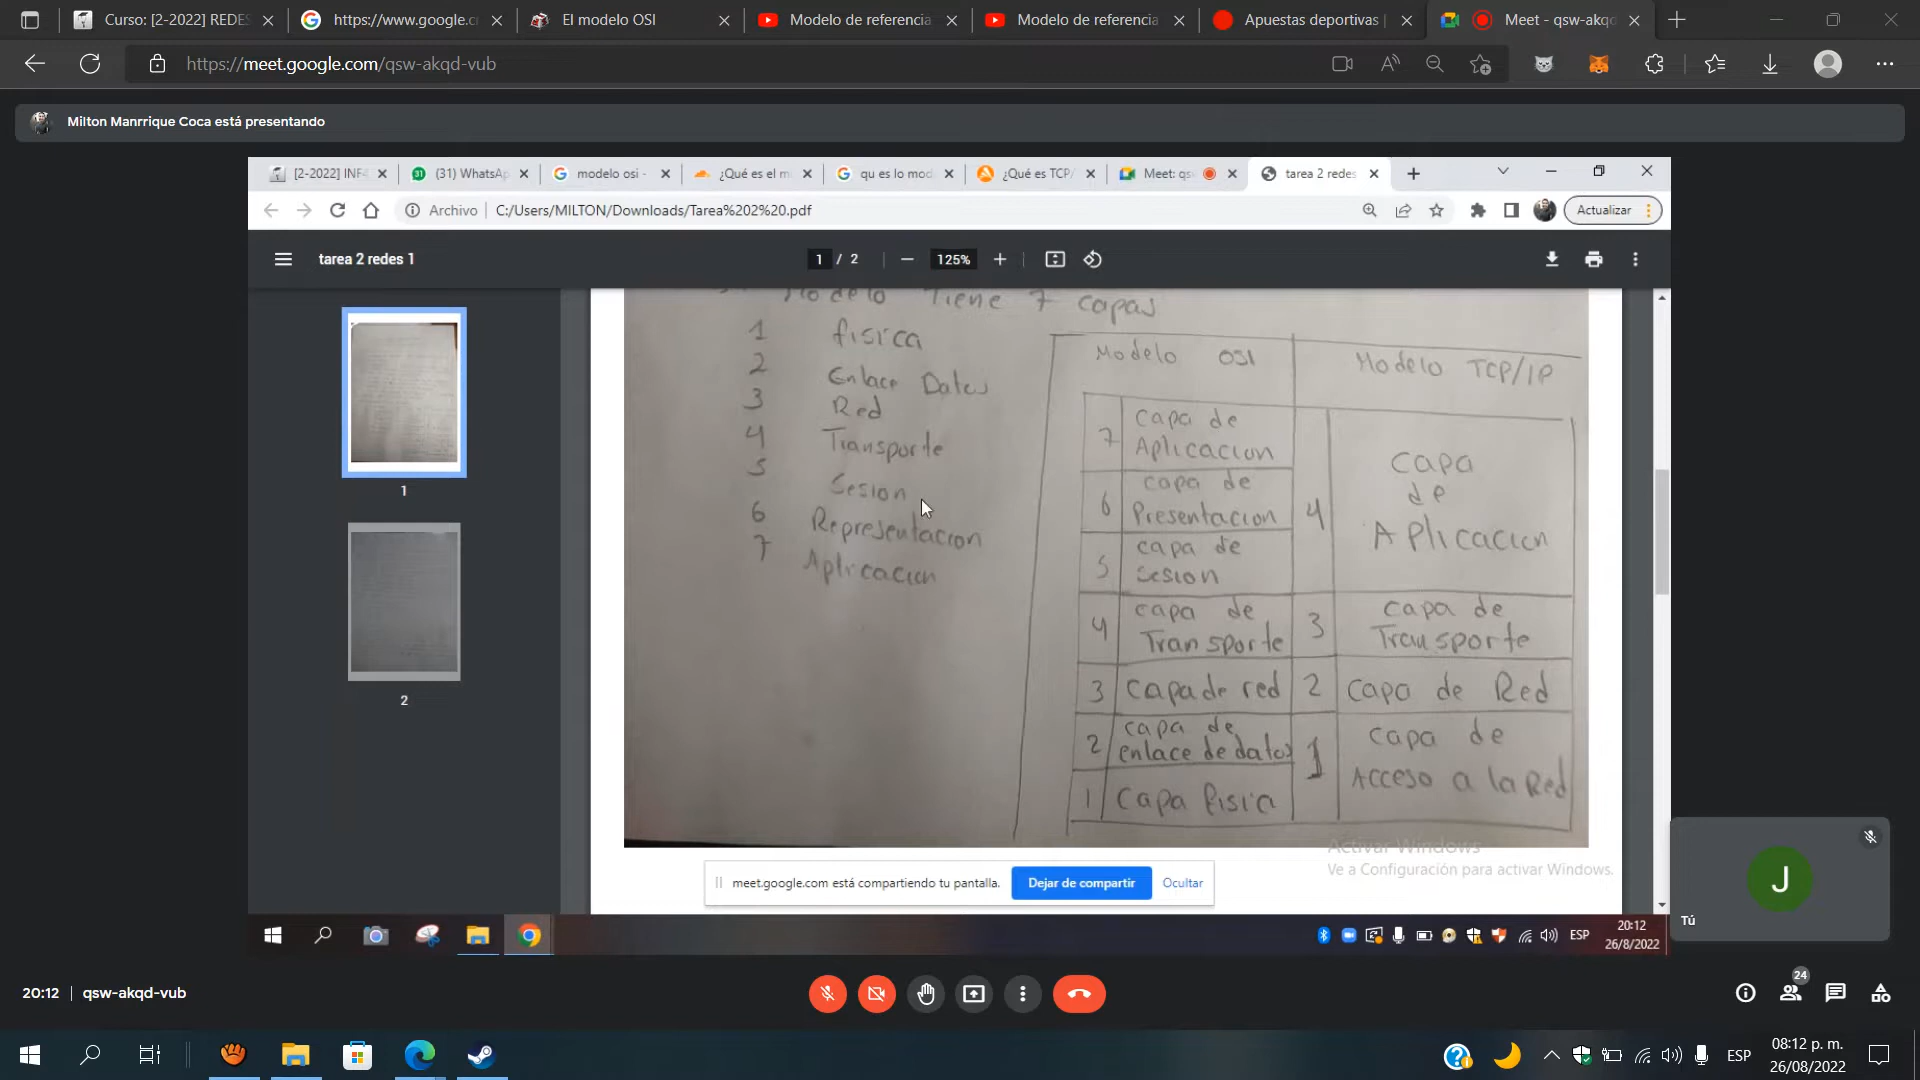 Curso: [2-2022] REDES
https://www.google.c
El modelo OSI
Modelo de referencia
Modelo de referencia
Apuestas deportivas |
Meet - qsw-akqd
https://meet.google.com/qsw-akqd-vub
Milton Manrrique Coca está presentando
[2-2022] INF
(31) WhatsAp
modelo osi -
¿Qué es el m
qu es lo mod
¿Qué es TCP/
Meet: qs
tarea 2 redes
Archivo
C:/Users/MILTON/Downloads/Tarea%202%20.pdf
Actualizar
tarea 2 redes 1
1 / 2
125%
1
2
Modelo Tiene 7 capas
1 fisica
2 Enlace Datos
3 Red
4 Transporte
5 Sesion
6 Representacion
7 Aplicacion
Modelo OSI
Modelo TCP/IP
7 capa de
Aplicacion
6 capa de
Presentacion
5 capa de
sesion
4 capa de
Transporte
3 capa de red
2 capa de
enlace de datos
1 capa fisica
4 capa
de
Aplicacion
3 capa de
Transporte
2 capa de Red
1 capa de
Acceso a la Red
Activar Windows
Ve a Configuración para activar Windows.
meet.google.com está compartiendo tu pantalla.
Dejar de compartir
Ocultar
ESP
20:12
26/8/2022
J
Tú
20:12 | qsw-akqd-vub
24
ESP
08:12 p. m.
26/08/2022